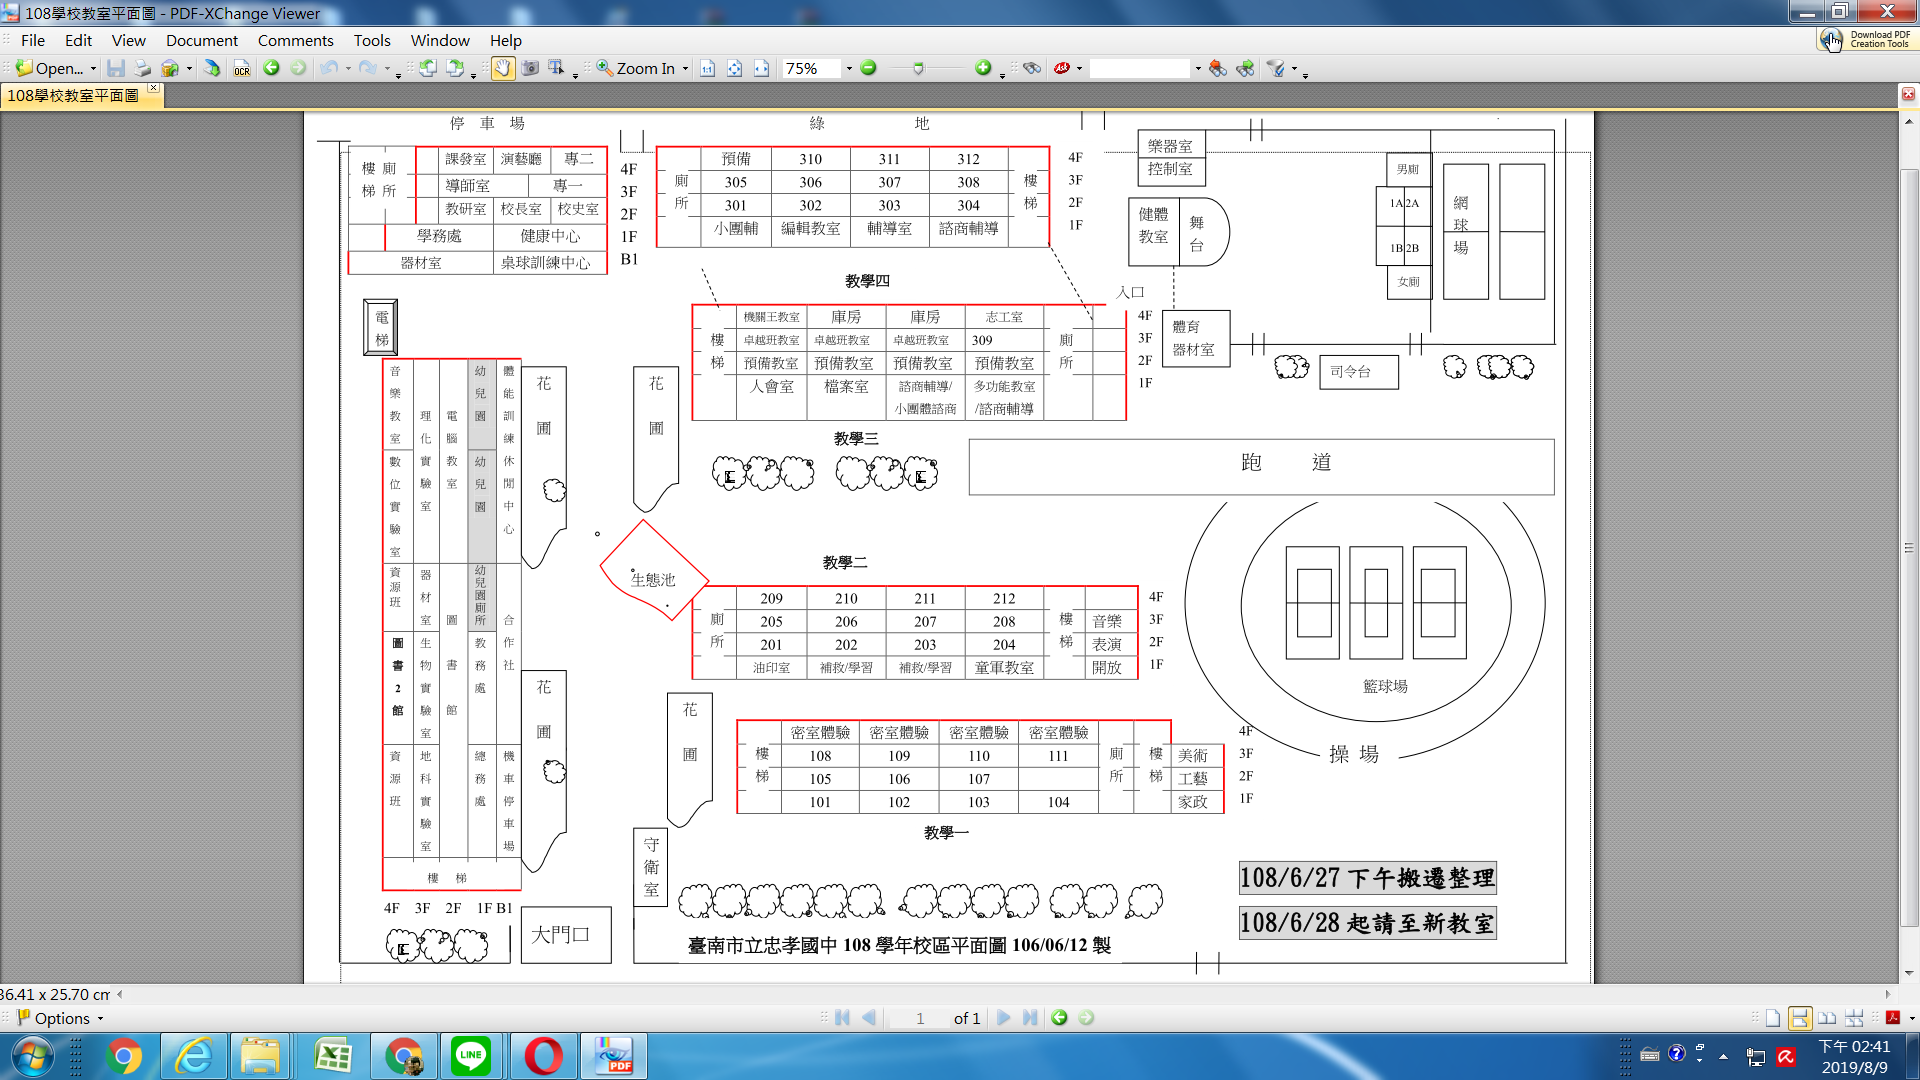 108學校教室平面圖 - PDF-XChange Viewer
File Edit View Document Comments Tools Window Help
Download PDF Creation Tools
Open... OCR Zoom In 1:1 75% Ask
108學校教室平面圖
停 車 場 綠 地
樓梯 廁所 課發室 演藝廳 專二 4F
導師室 專一 3F
教研室 校長室 校史室 2F
學務處 健康中心 1F
器材室 桌球訓練中心 B1
廁所 預備 310 311 312 樓梯 4F
305 306 307 308 3F
301 302 303 304 2F
小團輔 編輯教室 輔導室 諮商輔導 1F
教學四
樂器室
控制室
健體教室 舞台
男廁
1A 2A
1B 2B
女廁
網球場
入口
體育器材室
司令台
電梯
樓梯 機關王教室 庫房 庫房 志工室 廁所 4F
卓越班教室 卓越班教室 卓越班教室 309 3F
預備教室 預備教室 預備教室 預備教室 2F
人會室 檔案室 諮商輔導/小團體諮商 多功能教室/諮商輔導 1F
教學三
音樂教室 理化實驗室 電腦教室 幼兒園 體能訓練休閒中心
數位實驗室 幼兒園
資源班 器材室 圖書館 幼兒園廁所 合作社
圖書2館 生物實驗室 教務處
資源班 地科實驗室 總務處 機車停車場
樓 梯
4F 3F 2F 1F B1
花圃
花圃
花圃
花圃
跑 道
生態池
教學二
廁所 209 210 211 212 樓梯 4F
205 206 207 208 音樂 3F
201 202 203 204 表演 2F
油印室 補救/學習 補救/學習 童軍教室 開放 1F
籃球場
操 場
樓梯 密室體驗 密室體驗 密室體驗 密室體驗 廁所 樓梯 4F
108 109 110 111 美術 3F
105 106 107 工藝 2F
101 102 103 104 家政 1F
教學一
守衛室
大門口
108/6/27 下午搬遷整理
108/6/28 起請至新教室
臺南市立忠孝國中 108 學年校區平面圖 106/06/12 製
36.41 x 25.70 cm
Options 1 of 1
LINE PDF
下午 02:41
2019/8/9